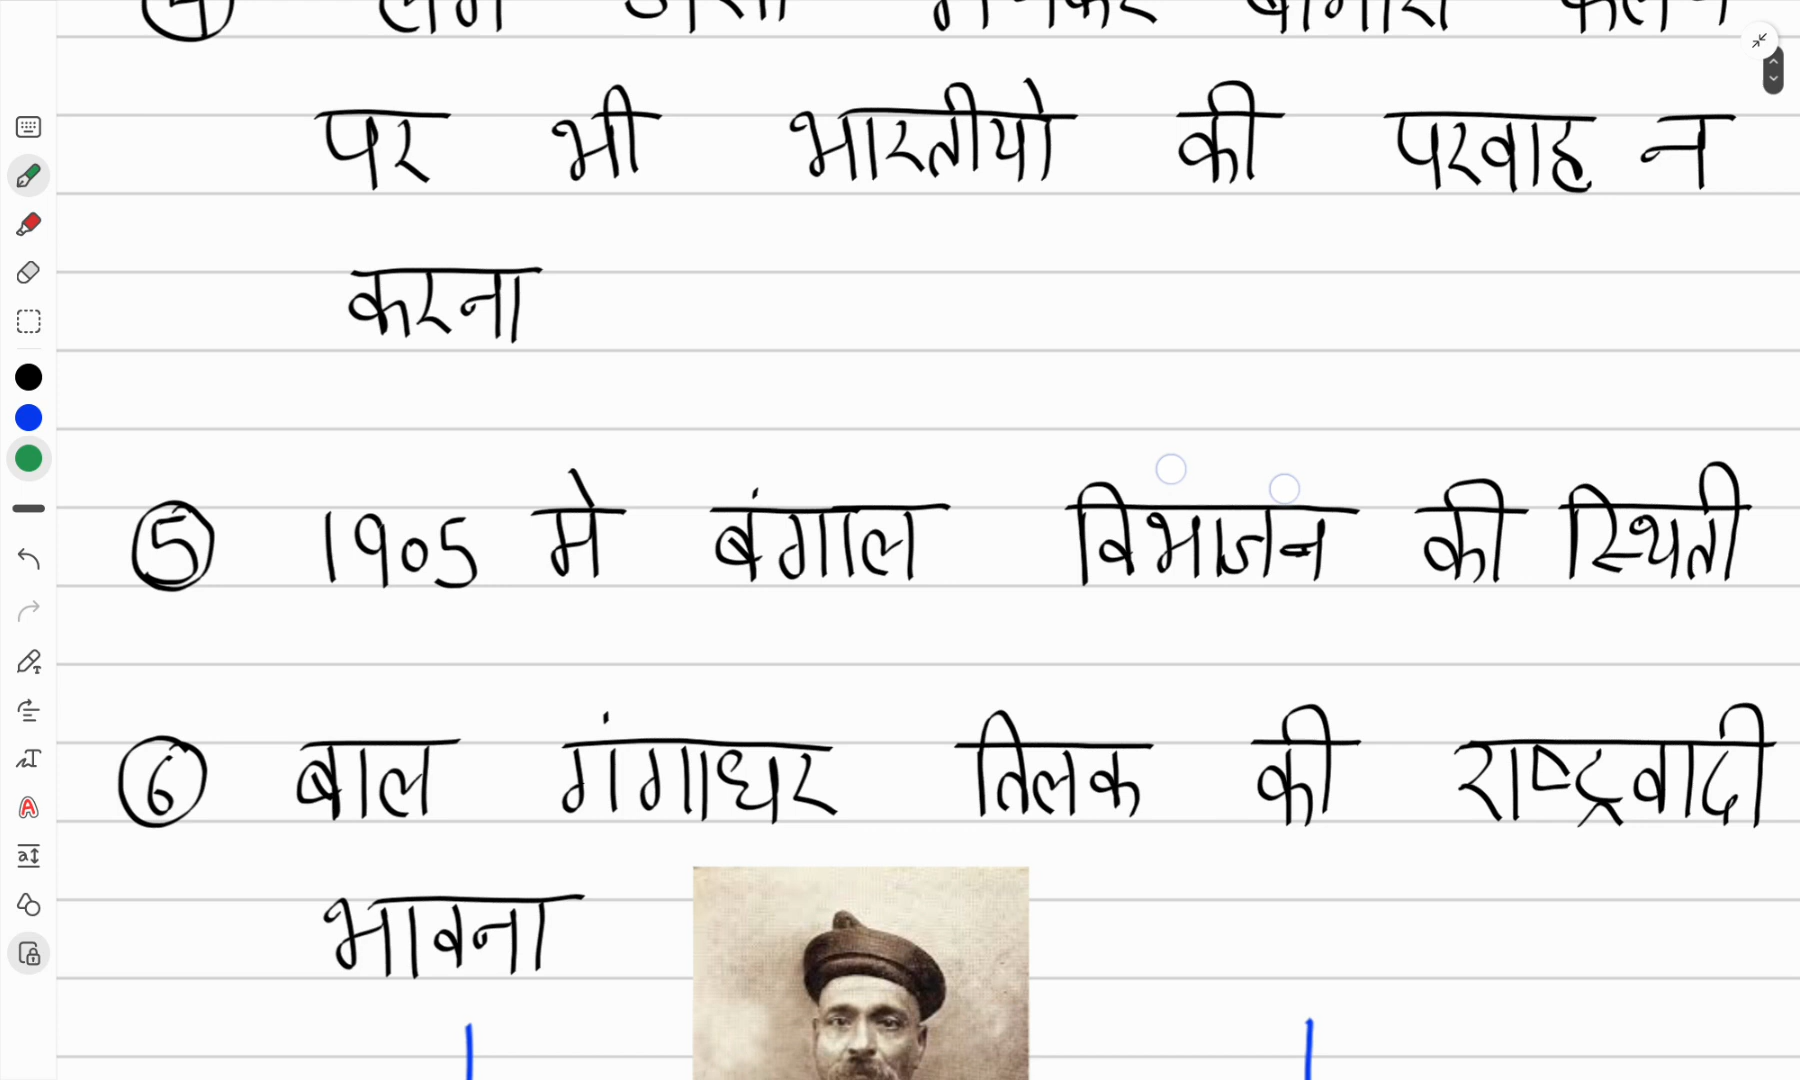 पर भी भारतीयो की परवाह न
करना
5 1905 मे बंगाल विभाजन की स्थिती
6 बाल गंगाधर तिलक की राष्ट्रवादी
भावना